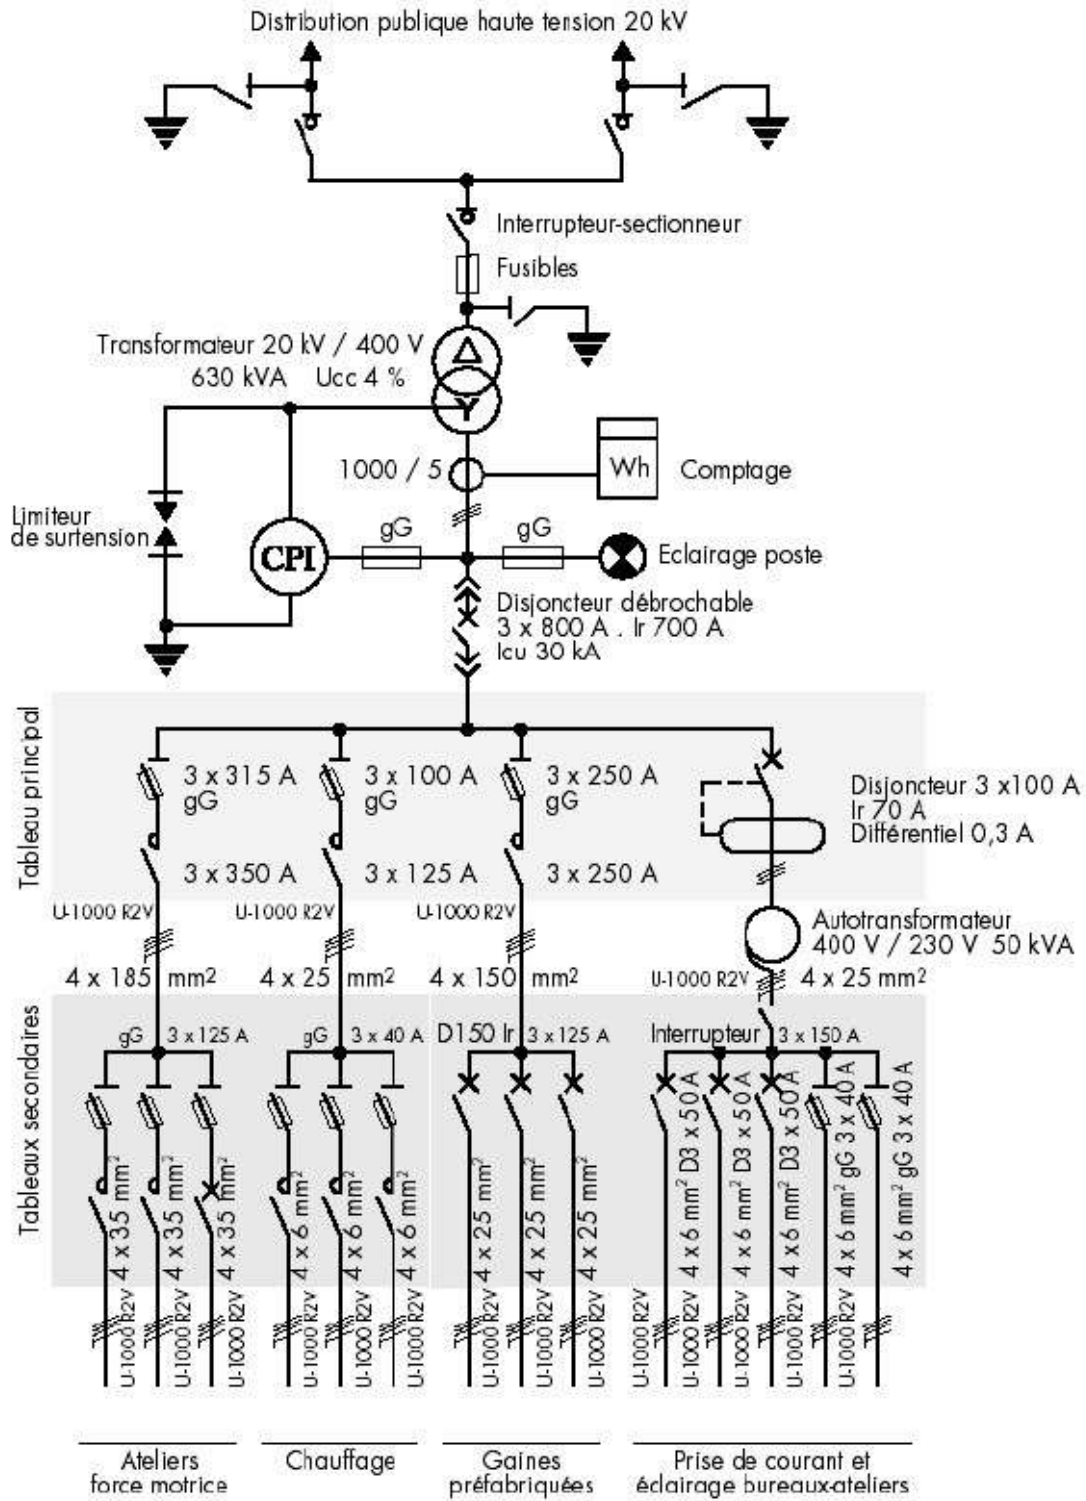 Distribution publique haute tension 20 kV
Interrupteur-sectionneur
Fusibles
Transformateur 20 kV / 400 V
630 kVA Ucc 4 %
Δ
Y
1000 / 5
Wh
Comptage
Limiteur
de surtension
CPI
gG
gG
Eclairage poste
Disjoncteur débrochable
3 x 800 A . Ir 700 A
Icu 30 kA
Tableau principal
3 x 315 A
gG
3 x 100 A
gG
3 x 250 A
gG
Disjoncteur 3 x100 A
Ir 70 A
Différentiel 0,3 A
3 x 350 A
3 x 125 A
3 x 250 A
U-1000 R2V
U-1000 R2V
U-1000 R2V
Autotransformateur
400 V / 230 V 50 kVA
4 x 185 mm²
4 x 25 mm²
4 x 150 mm²
U-1000 R2V
4 x 25 mm²
Tableaux secondaires
gG 3 x 125 A
gG 3 x 40 A
D150 Ir 3 x 125 A
Interrupteur 3 x 150 A
U-1000 R2V 4 x 35 mm²
U-1000 R2V 4 x 35 mm²
U-1000 R2V 4 x 35 mm²
U-1000 R2V 4 x 6 mm²
U-1000 R2V 4 x 6 mm²
U-1000 R2V 4 x 6 mm²
U-1000 R2V 4 x 25 mm²
U-1000 R2V 4 x 25 mm²
U-1000 R2V 4 x 25 mm²
U-1000 R2V 4 x 6 mm² D3 x 50 A
U-1000 R2V 4 x 6 mm² D3 x 50 A
U-1000 R2V 4 x 6 mm² D3 x 50 A
U-1000 R2V 4 x 6 mm² gG 3 x 40 A
U-1000 R2V 4 x 6 mm² gG 3 x 40 A
Ateliers
force motrice
Chauffage
Gaines
préfabriquées
Prise de courant et
éclairage bureaux-ateliers